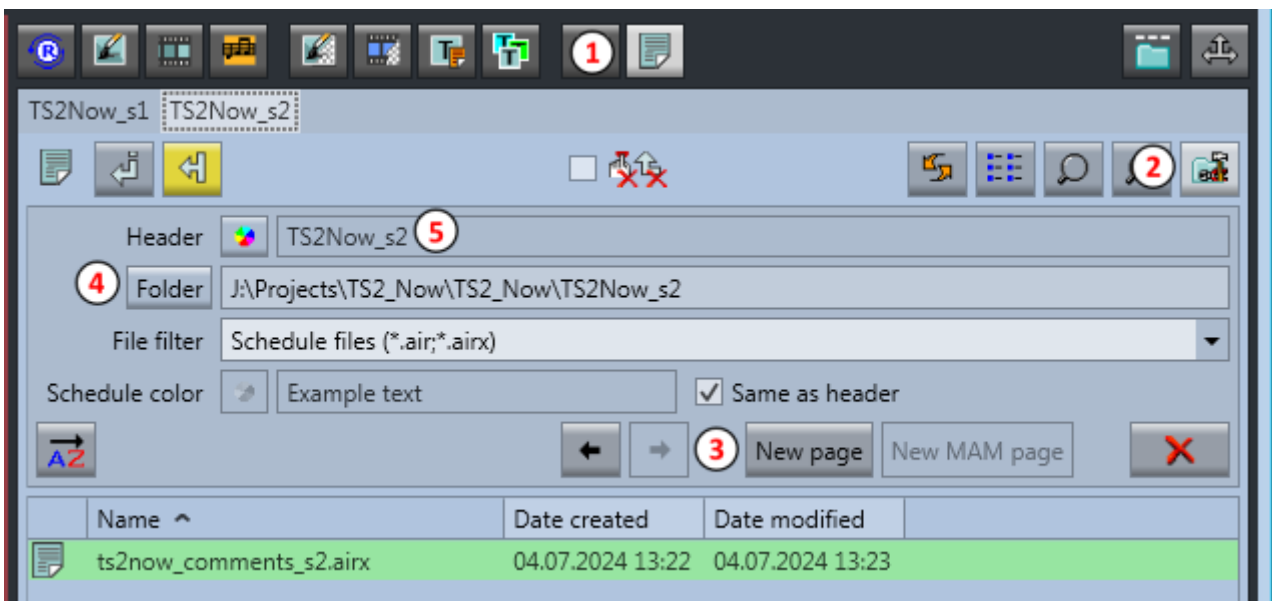 1
TS2Now_s1 TS2Now_s2
2
Header TS2Now_s2 5
4 Folder J:\Projects\TS2_Now\TS2_Now\TS2Now_s2
File filter Schedule files (*.air;*.airx)
Schedule color Example text Same as header
AZ 3 New page New MAM page
Name Date created Date modified
ts2now_comments_s2.airx 04.07.2024 13:22 04.07.2024 13:23